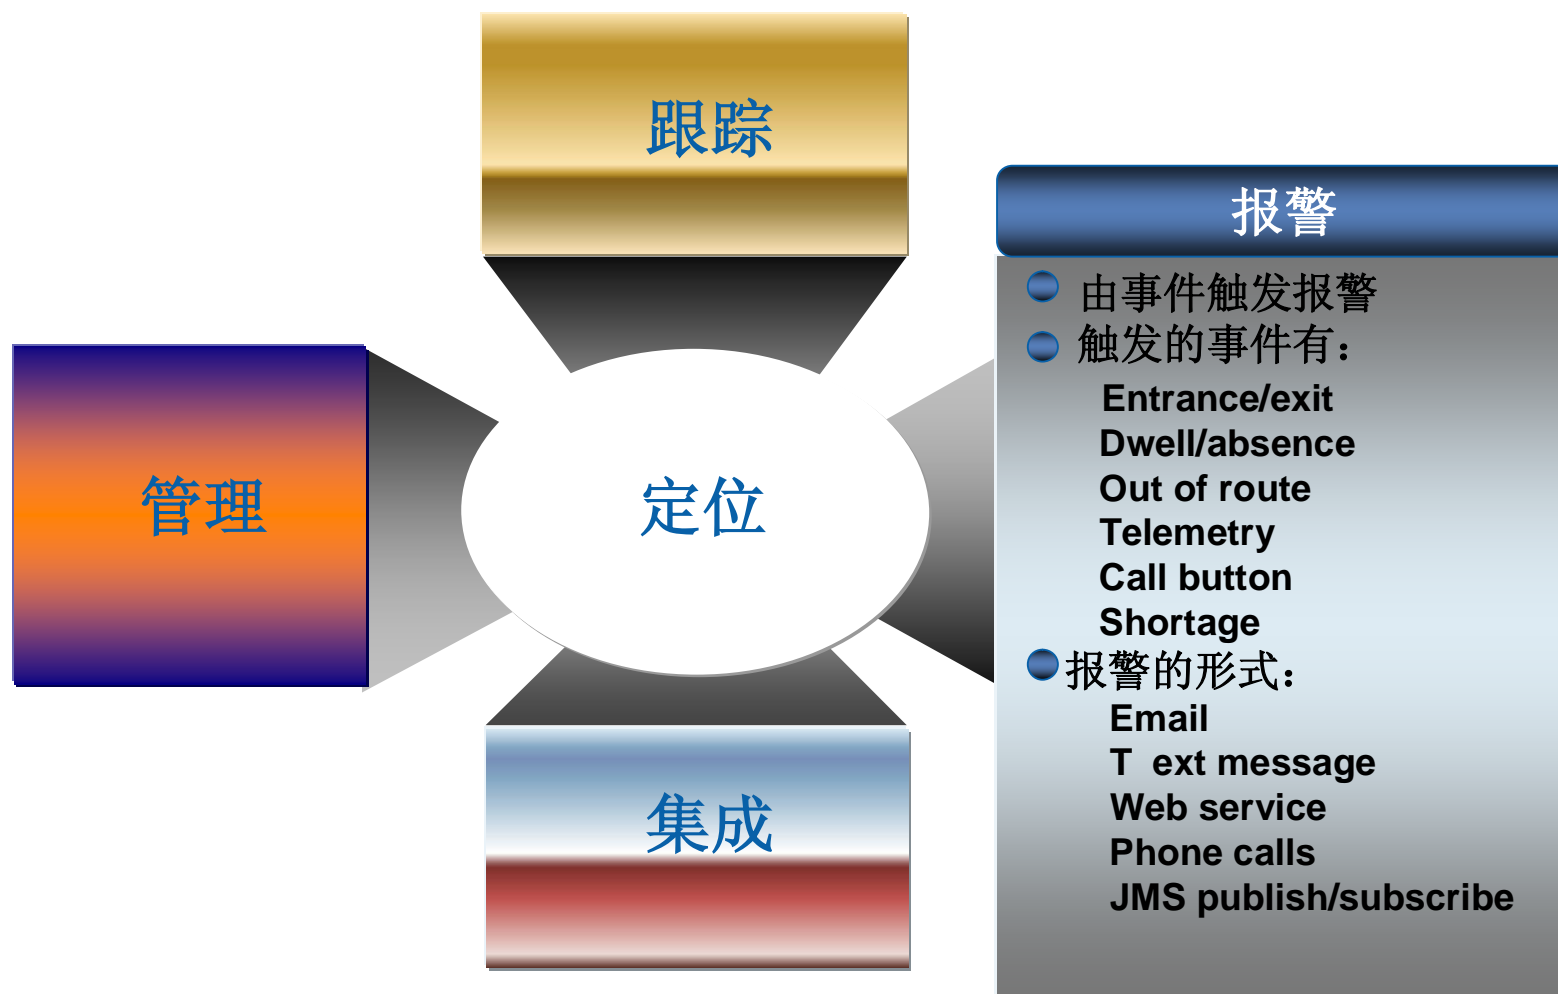 跟踪
管理
定位
集成
报警
由事件触发报警
触发的事件有：
Entrance/exit
Dwell/absence
Out of route
Telemetry
Call button
Shortage
报警的形式：
Email
T ext message
Web service
Phone calls
JMS publish/subscribe